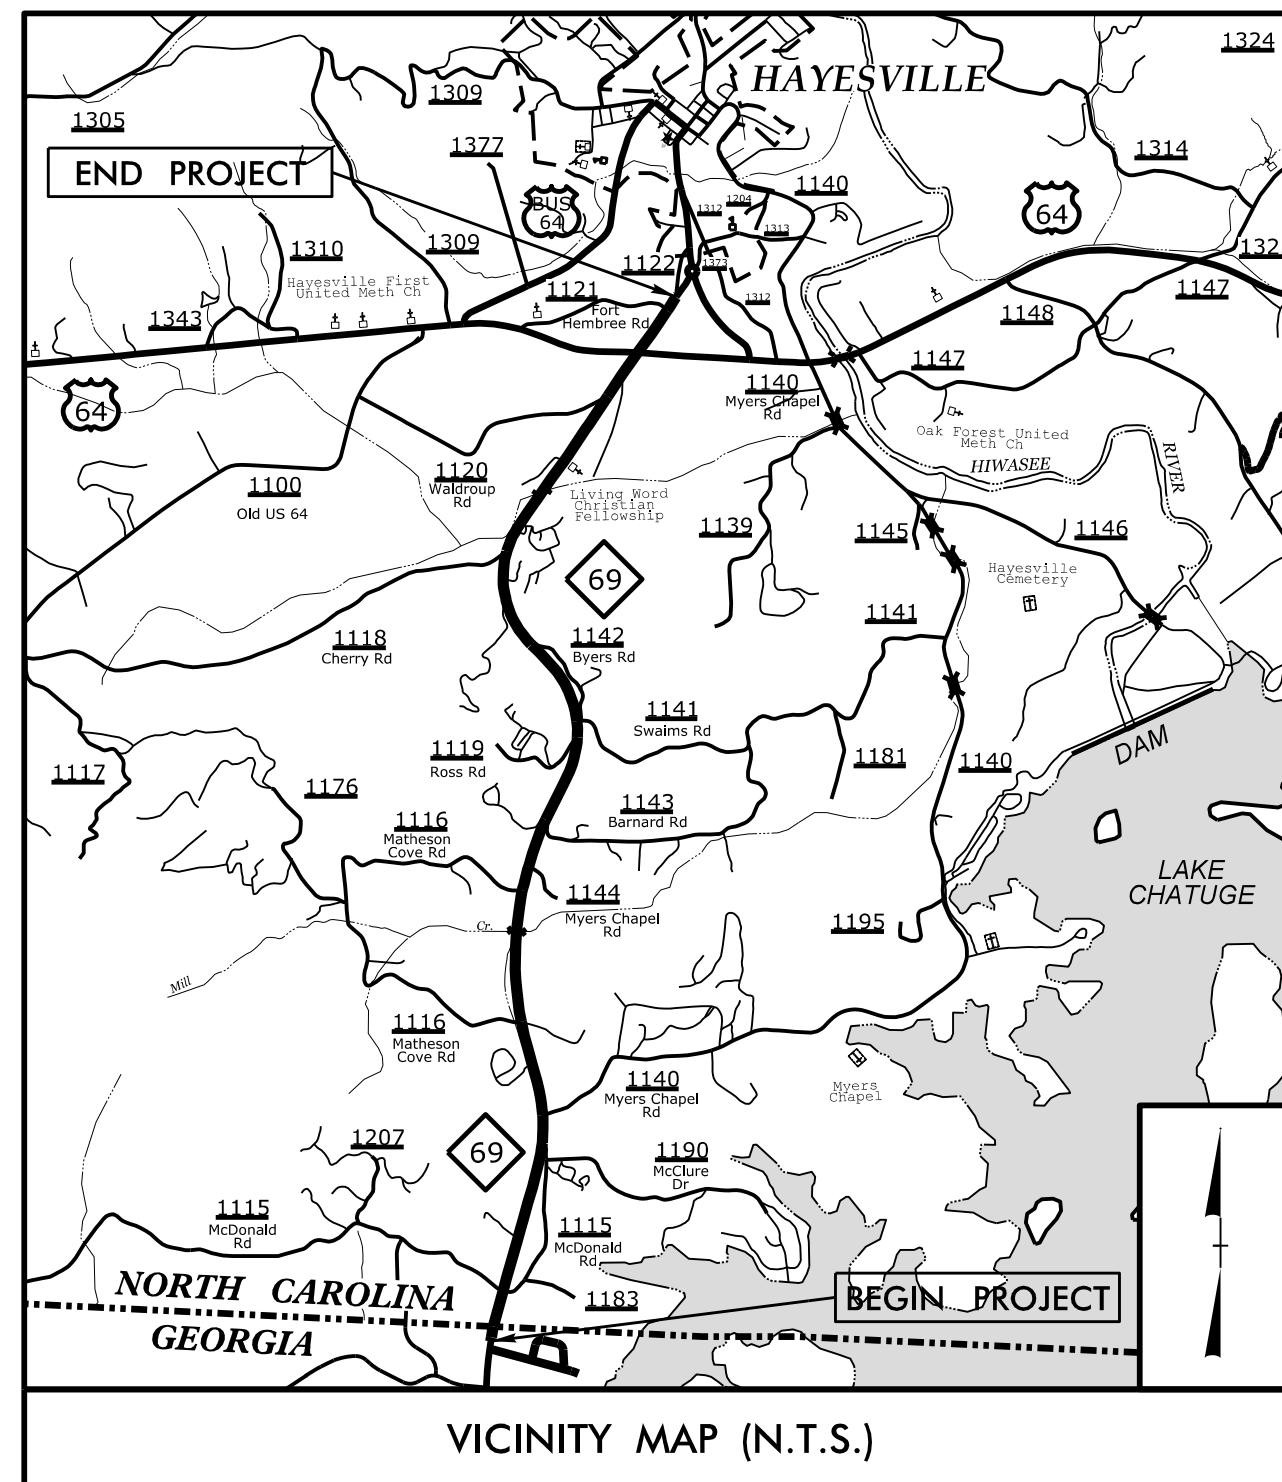 1324
HAYESVILLE
1309
1305
1377
1314
END PROJECT
1140
BUS
64
1312
1204
64
1313
1310
1309
1122
1373
132
Hayesville First
United Meth Ch
1121
1312
1147
Fort
Hembree Rd
1343
1148
1147
64
1140
Myers Chapel
Rd
Oak Forest United
Meth Ch
HIWASEE
RIVER
1120
Waldroup
Rd
1100
Old US 64
Living Word
Christian
Fellowship
1139
1145
1146
69
Hayesville
Cemetery
1141
1118
Cherry Rd
1142
Byers Rd
1141
Swaims Rd
DAM
1119
Ross Rd
1181
1140
1117
1176
1143
Barnard Rd
1116
Matheson
Cove Rd
LAKE
CHATUGE
1144
Myers Chapel
Rd
1195
Cr.
Mill
1116
Matheson
Cove Rd
1140
Myers Chapel
Rd
Myers
Chapel
1207
69
1190
McClure
Dr
1115
McDonald
Rd
1115
McDonald
Rd
NORTH CAROLINA
1183
BEGIN PROJECT
GEORGIA
VICINITY MAP (N.T.S.)